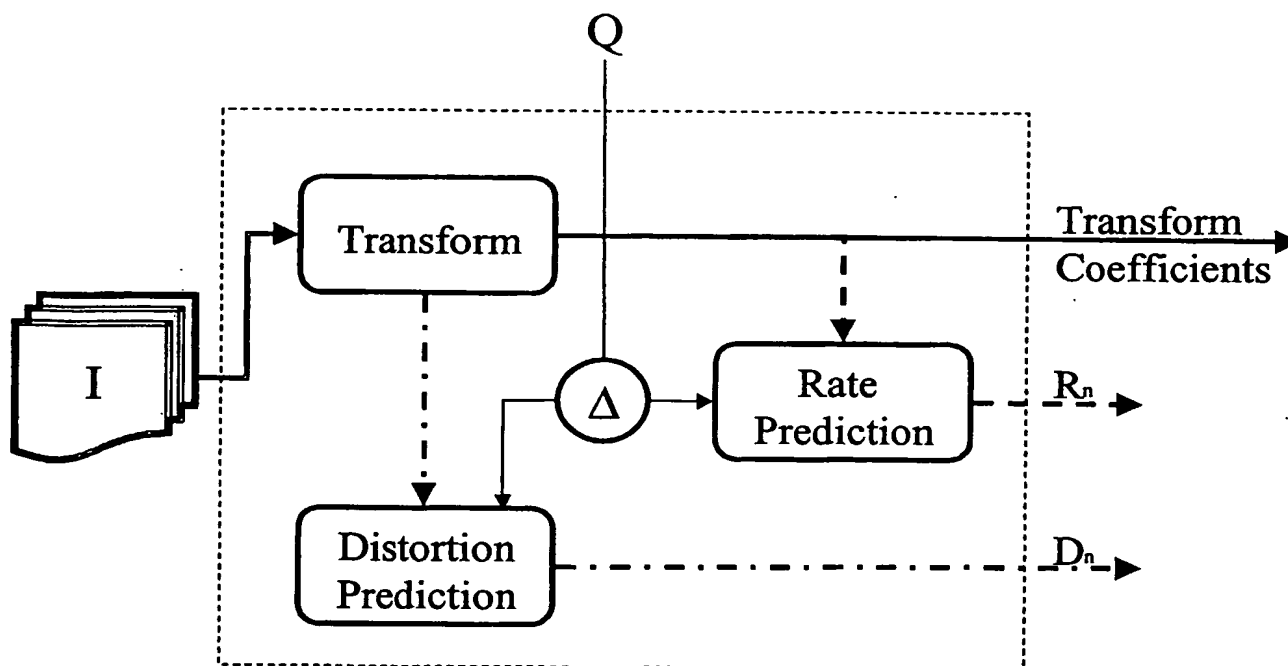 Q
Transform
Transform
Coefficients
I
Δ
Rate
Prediction
Rn
Distortion
Prediction
Dn